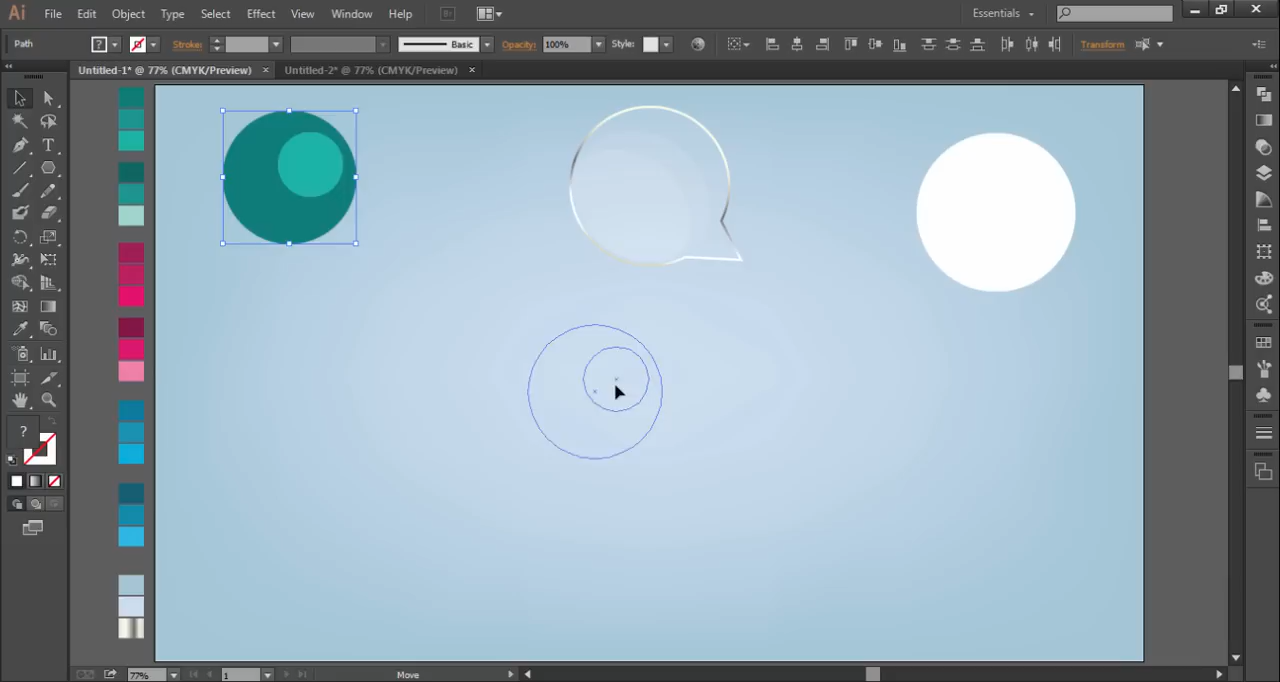 Ai File Edit Object Type Select Effect View Window Help Br Essentials
Path ? Stroke: Basic Opacity: 100% Style: Transform
Untitled-1* @ 77% (CMYK/Preview) × Untitled-2* @ 77% (CMYK/Preview) ×
T
?
77% 1 Move